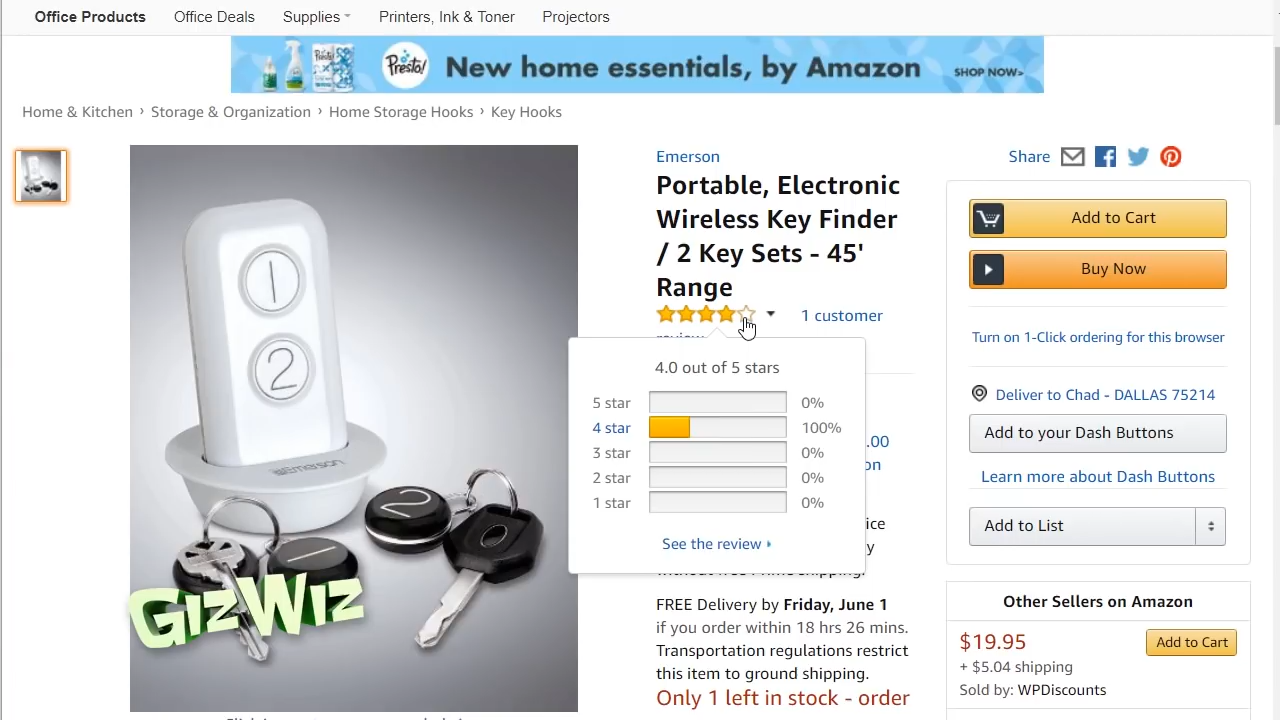 Office Products Office Deals Supplies Printers, Ink & Toner Projectors
Presto! New home essentials, by Amazon SHOP NOW>
Home & Kitchen › Storage & Organization › Home Storage Hooks › Key Hooks
Emerson
Portable, Electronic
Wireless Key Finder
/ 2 Key Sets - 45'
Range
1 customer
review
4.0 out of 5 stars
5 star 0%
4 star 100%
3 star 0%
2 star 0%
1 star 0%
See the review
.00
FREE Delivery by Friday, June 1
if you order within 18 hrs 26 mins.
Transportation regulations restrict
this item to ground shipping.
Only 1 left in stock - order
Share
Add to Cart
Buy Now
Turn on 1-Click ordering for this browser
Deliver to Chad - DALLAS 75214
Add to your Dash Buttons
Learn more about Dash Buttons
Add to List
Other Sellers on Amazon
$19.95 Add to Cart
+ $5.04 shipping
Sold by: WPDiscounts
1
2
Emerson
2
1
GizWiz